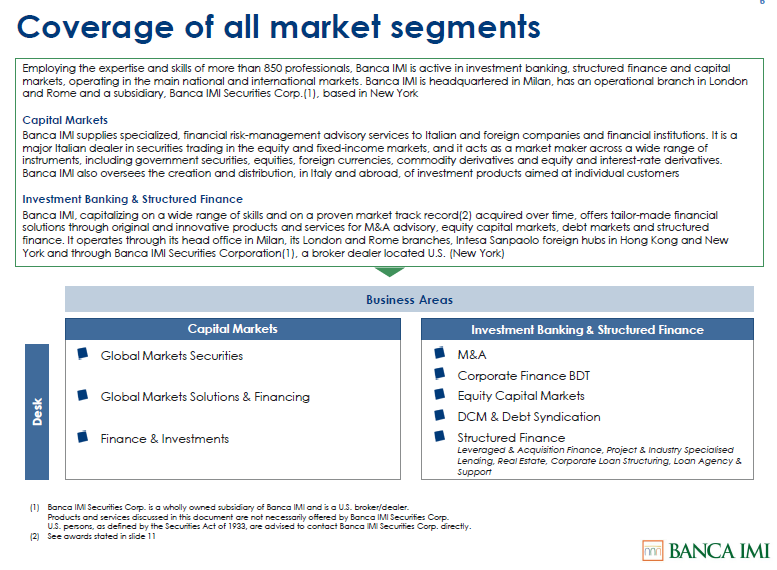 6
Coverage of all market segments
Employing the expertise and skills of more than 850 professionals, Banca IMI is active in investment banking, structured finance and capital
markets, operating in the main national and international markets. Banca IMI is headquartered in Milan, has an operational branch in London
and Rome and a subsidiary, Banca IMI Securities Corp.(1), based in New York
Capital Markets
Banca IMI supplies specialized, financial risk-management advisory services to Italian and foreign companies and financial institutions. It is a
major Italian dealer in securities trading in the equity and fixed-income markets, and it acts as a market maker across a wide range of
instruments, including government securities, equities, foreign currencies, commodity derivatives and equity and interest-rate derivatives.
Banca IMI also oversees the creation and distribution, in Italy and abroad, of investment products aimed at individual customers
Investment Banking & Structured Finance
Banca IMI, capitalizing on a wide range of skills and on a proven market track record(2) acquired over time, offers tailor-made financial
solutions through original and innovative products and services for M&A advisory, equity capital markets, debt markets and structured
finance. It operates through its head office in Milan, its London and Rome branches, Intesa Sanpaolo foreign hubs in Hong Kong and New
York and through Banca IMI Securities Corporation(1), a broker dealer located U.S. (New York)
Business Areas
Desk
Capital Markets
Global Markets Securities
Global Markets Solutions & Financing
Finance & Investments
Investment Banking & Structured Finance
M&A
Corporate Finance BDT
Equity Capital Markets
DCM & Debt Syndication
Structured Finance
Leveraged & Acquisition Finance, Project & Industry Specialised
Lending, Real Estate, Corporate Loan Structuring, Loan Agency &
Support
(1) Banca IMI Securities Corp. is a wholly owned subsidiary of Banca IMI and is a U.S. broker/dealer.
Products and services discussed in this document are not necessarily offered by Banca IMI Securities Corp.
U.S. persons, as defined by the Securities Act of 1933, are advised to contact Banca IMI Securities Corp. directly.
(2) See awards stated in slide 11
BANCA IMI